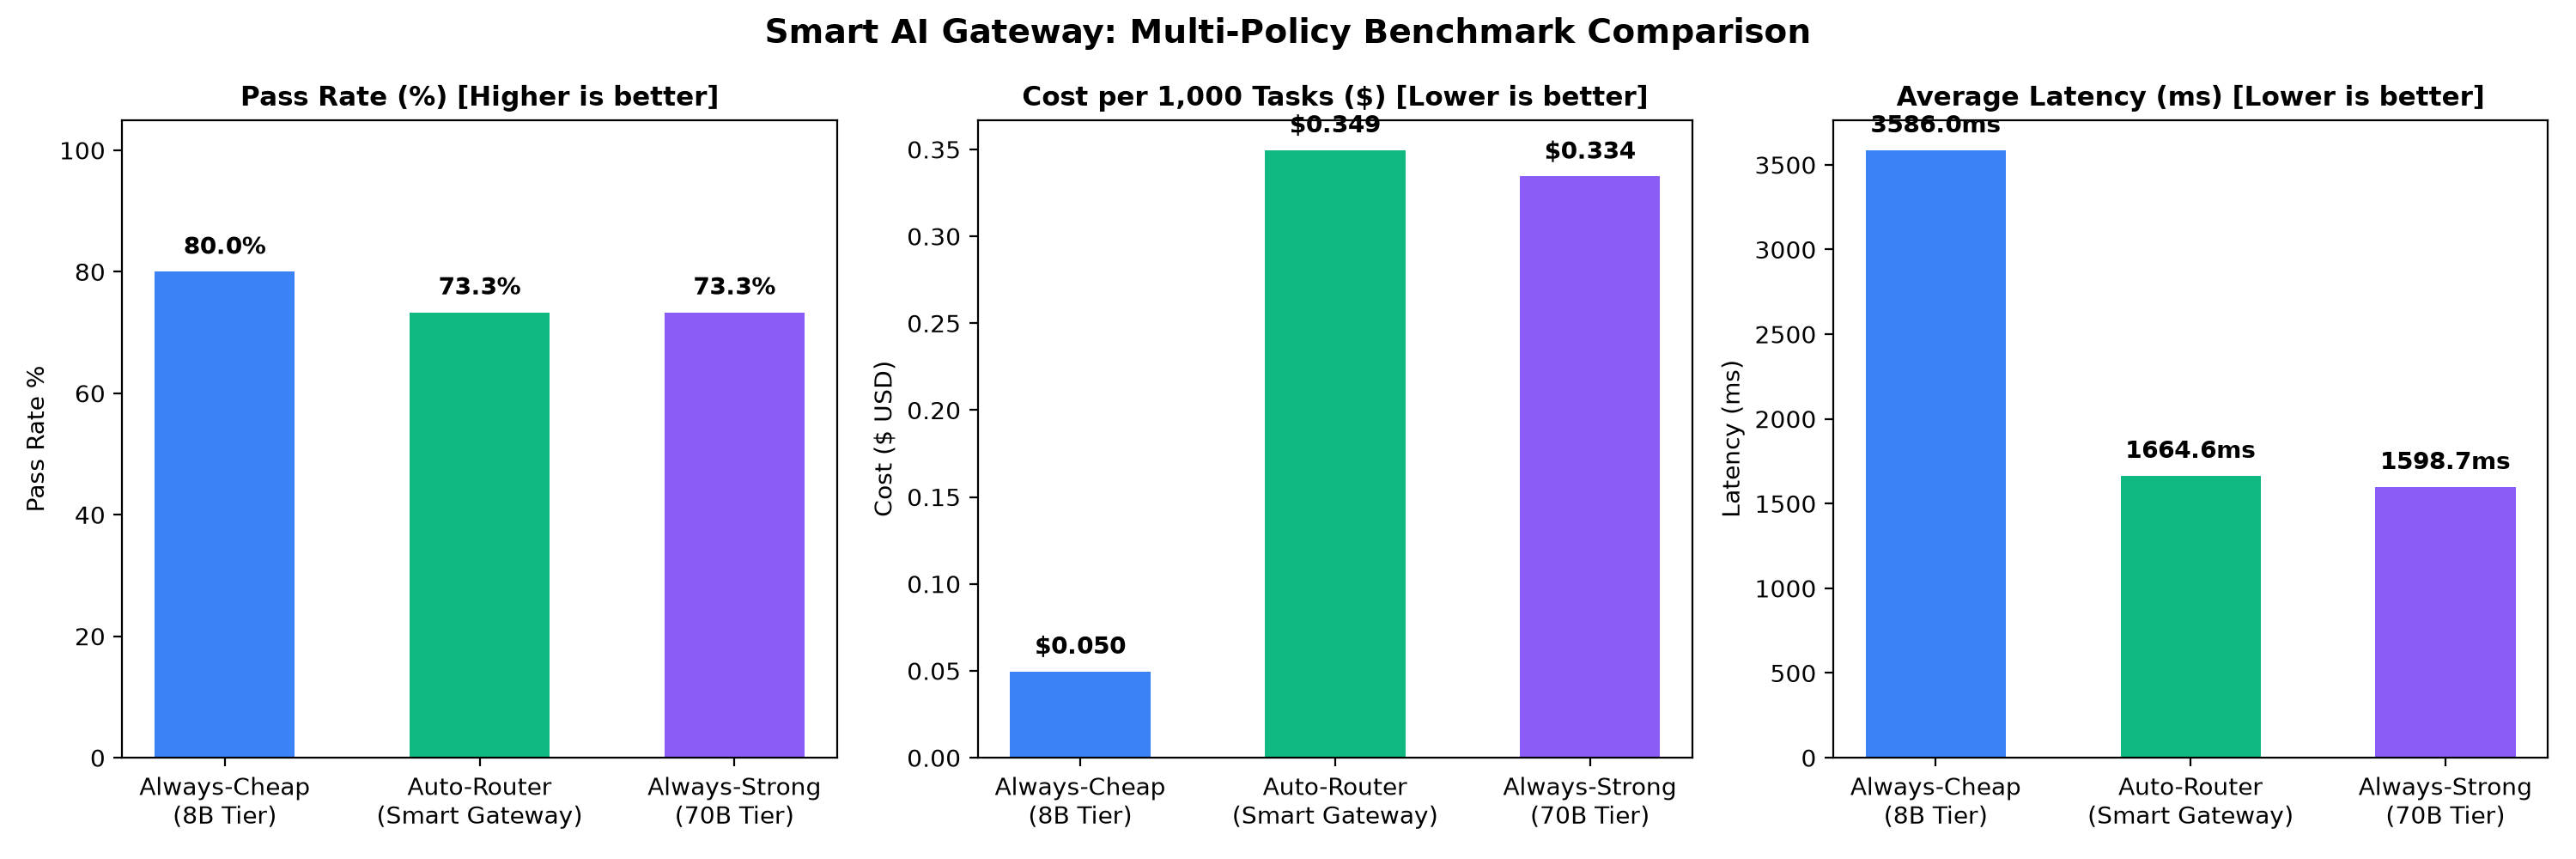 Smart AI Gateway: Multi-Policy Benchmark Comparison
Pass Rate (%) [Higher is better]
Pass Rate %
100
80
60
40
20
0
80.0%
73.3%
73.3%
Always-Cheap
(8B Tier)
Auto-Router
(Smart Gateway)
Always-Strong
(70B Tier)
Cost per 1,000 Tasks ($) [Lower is better]
Cost ($ USD)
0.35
0.30
0.25
0.20
0.15
0.10
0.05
0.00
$0.050
$0.349
$0.334
Always-Cheap
(8B Tier)
Auto-Router
(Smart Gateway)
Always-Strong
(70B Tier)
Average Latency (ms) [Lower is better]
Latency (ms)
3500
3000
2500
2000
1500
1000
500
0
3586.0ms
1664.6ms
1598.7ms
Always-Cheap
(8B Tier)
Auto-Router
(Smart Gateway)
Always-Strong
(70B Tier)